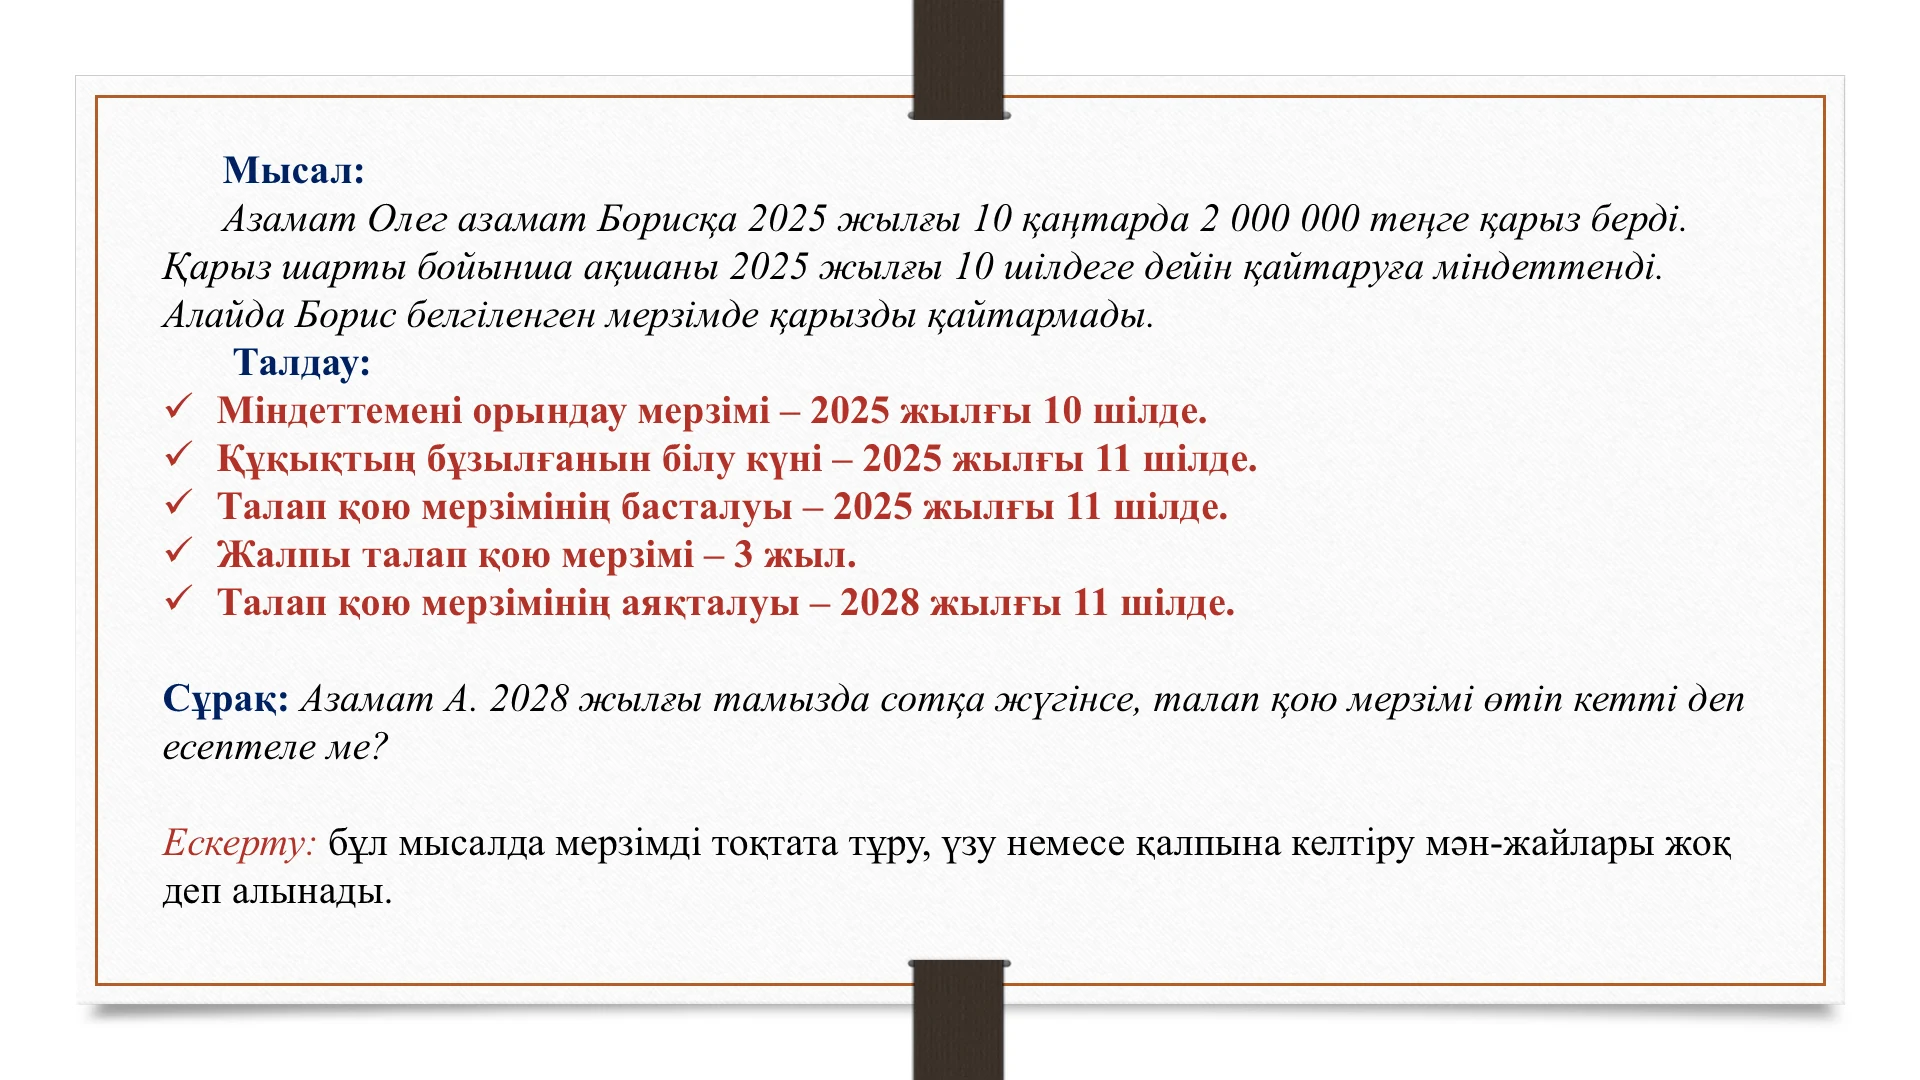 Мысал:
Азамат Олег азамат Борисқа 2025 жылғы 10 қаңтарда 2 000 000 теңге қарыз берді.
Қарыз шарты бойынша ақшаны 2025 жылғы 10 шілдеге дейін қайтаруға міндеттенді.
Алайда Борис белгіленген мерзімде қарызды қайтармады.
Талдау:
✓ Міндеттемені орындау мерзімі – 2025 жылғы 10 шілде.
✓ Құқықтың бұзылғанын білу күні – 2025 жылғы 11 шілде.
✓ Талап қою мерзімінің басталуы – 2025 жылғы 11 шілде.
✓ Жалпы талап қою мерзімі – 3 жыл.
✓ Талап қою мерзімінің аяқталуы – 2028 жылғы 11 шілде.
Сұрақ: Азамат А. 2028 жылғы тамызда сотқа жүгінсе, талап қою мерзімі өтіп кетті деп
есептеле ме?
Ескерту: бұл мысалда мерзімді тоқтата тұру, үзу немесе қалпына келтіру мән-жайлары жоқ
деп алынады.